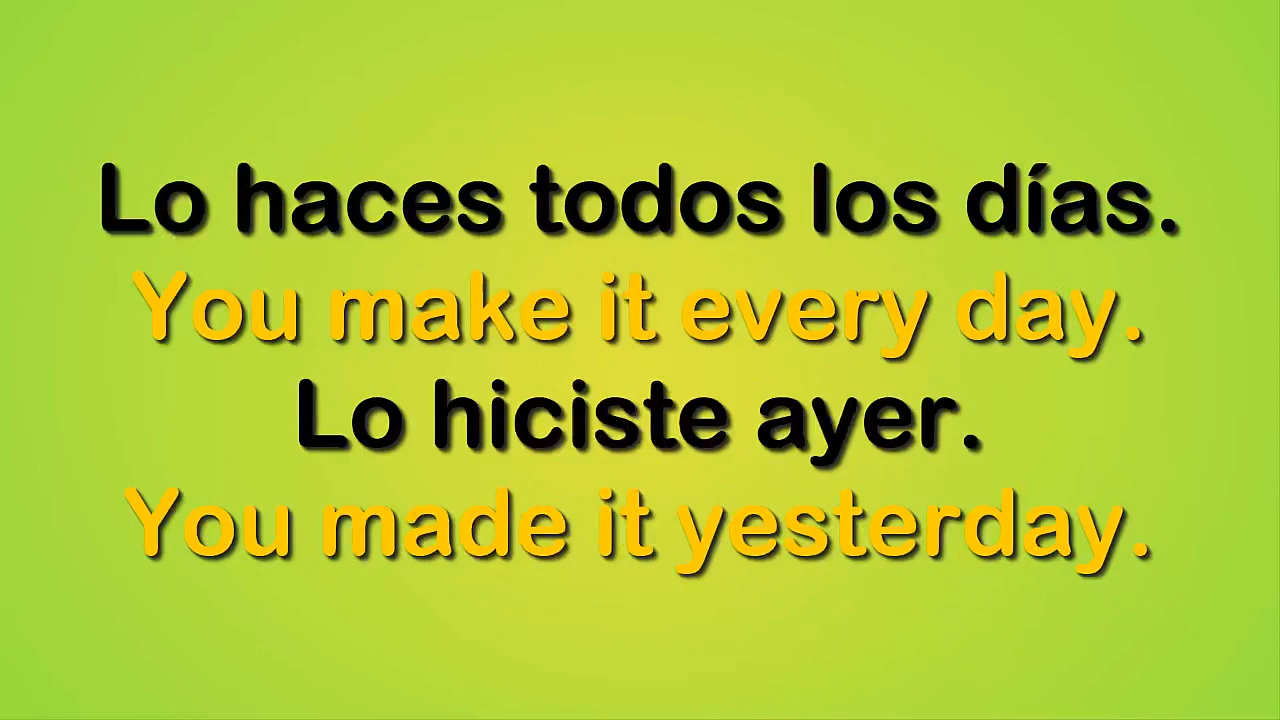 Lo haces todos los días.
You make it every day.
Lo hiciste ayer.
You made it yesterday.